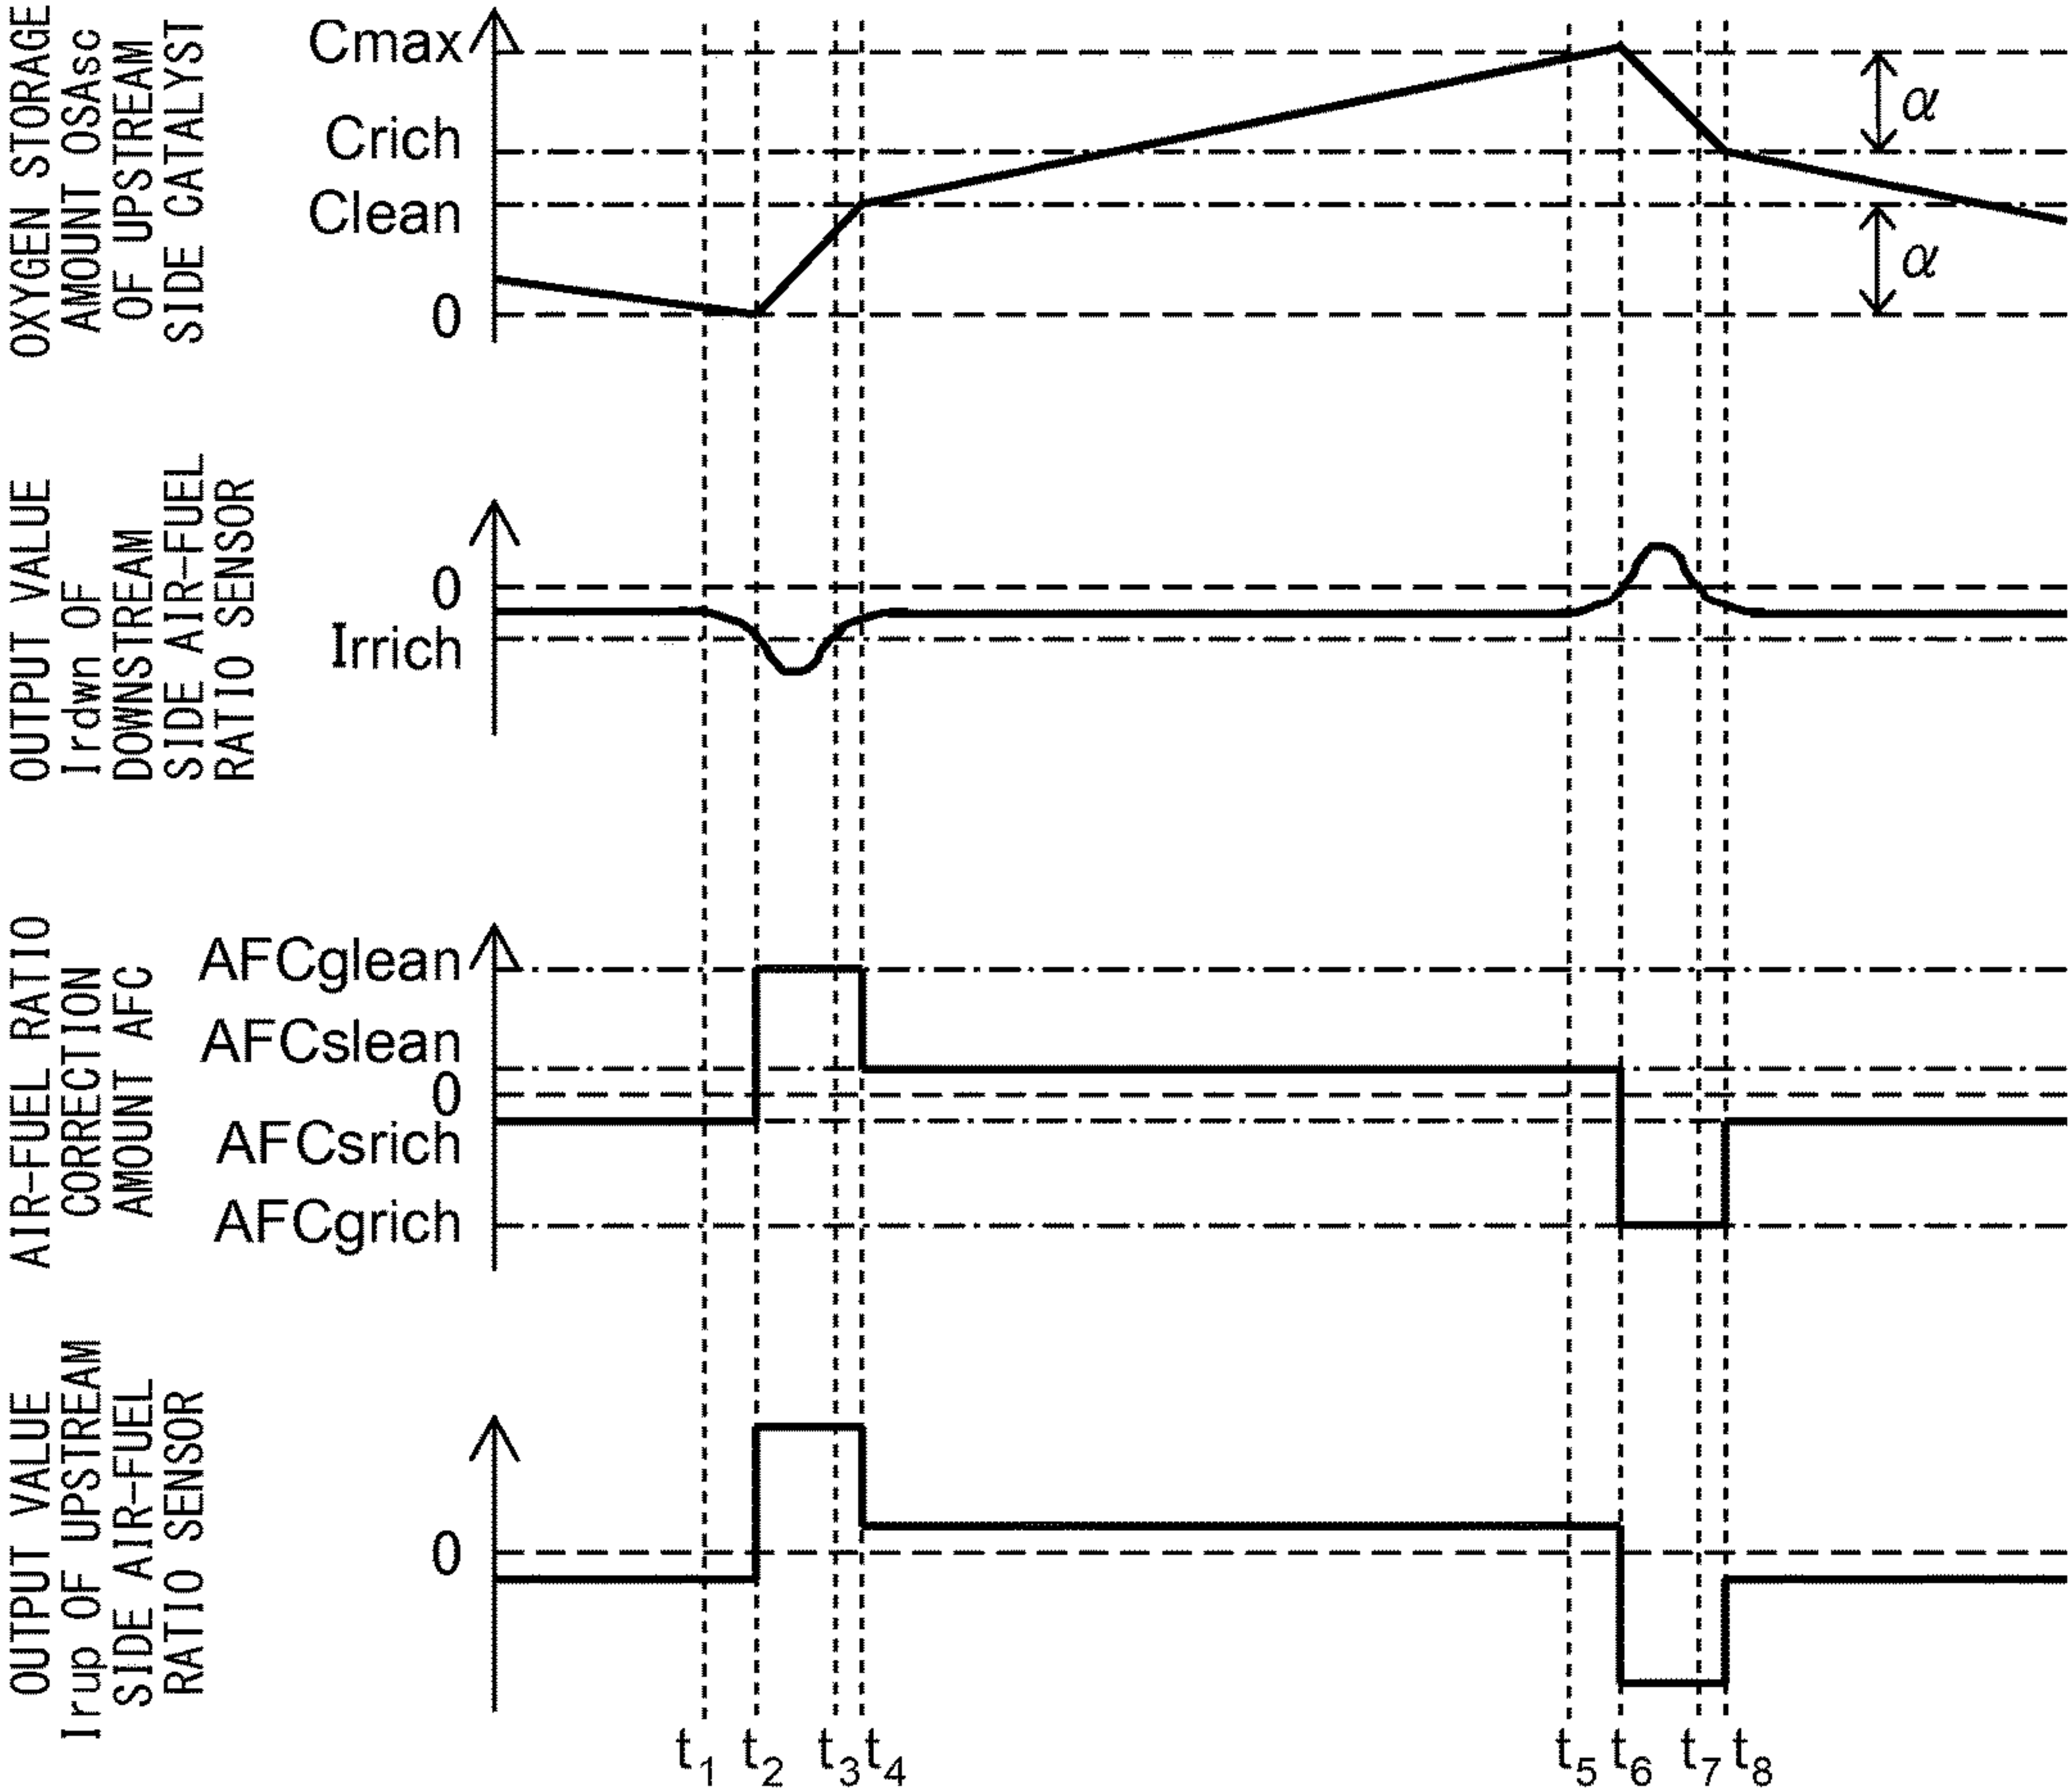 OXYGEN STORAGE
AMOUNT OSAsc
OF UPSTREAM
SIDE CATALYST
Cmax
Crich
Clean
0
α
α
OUTPUT VALUE
Irdwn OF
DOWNSTREAM
SIDE AIR-FUEL
RATIO SENSOR
0
Irrich
AIR-FUEL RATIO
CORRECTION
AMOUNT AFC
AFCglean
AFCslean
0
AFCsrich
AFCgrich
OUTPUT VALUE
Irup OF UPSTREAM
SIDE AIR-FUEL
RATIO SENSOR
0
t1 t2 t3 t4 t5 t6 t7 t8